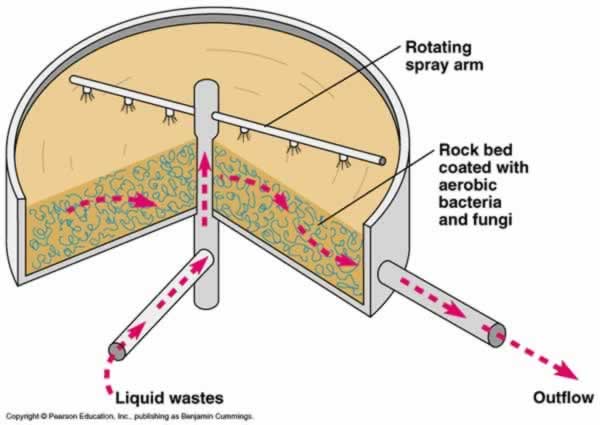 Rotating
spray arm
Rock bed
coated with
aerobic
bacteria
and fungi
Liquid wastes
Outflow
Copyright © Pearson Education, Inc., publishing as Benjamin Cummings.